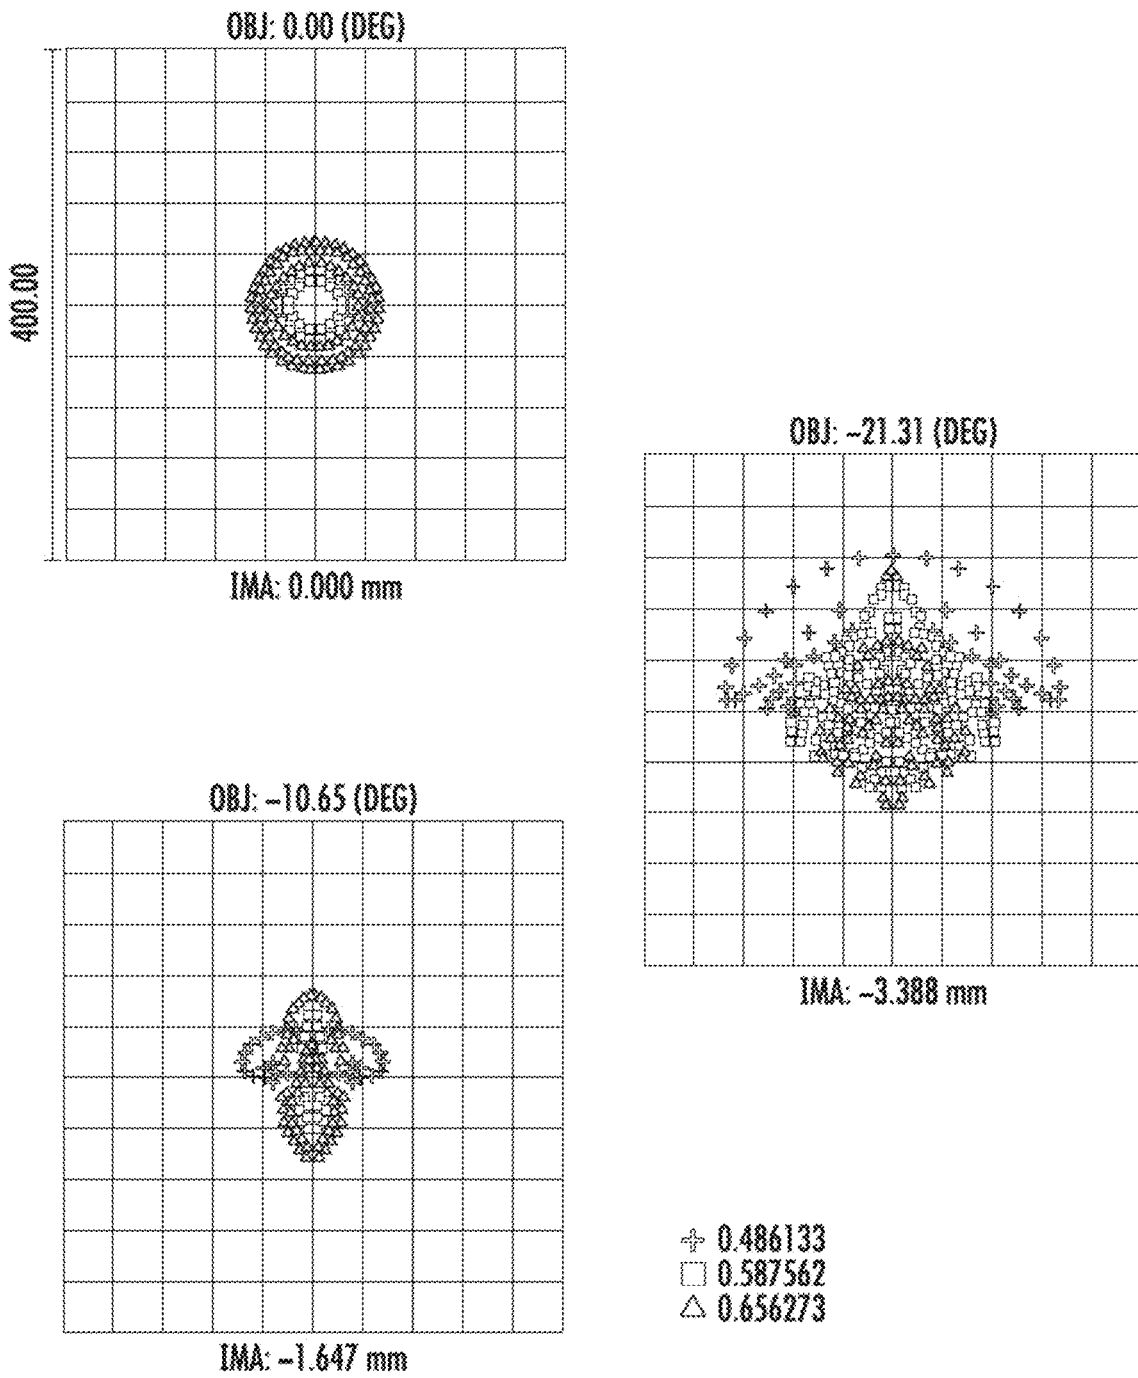 OBJ: 0.00 (DEG)
400.00
IMA: 0.000 mm
OBJ: -21.31 (DEG)
IMA: -3.388 mm
OBJ: -10.65 (DEG)
IMA: -1.647 mm
0.486133
0.587562
0.656273